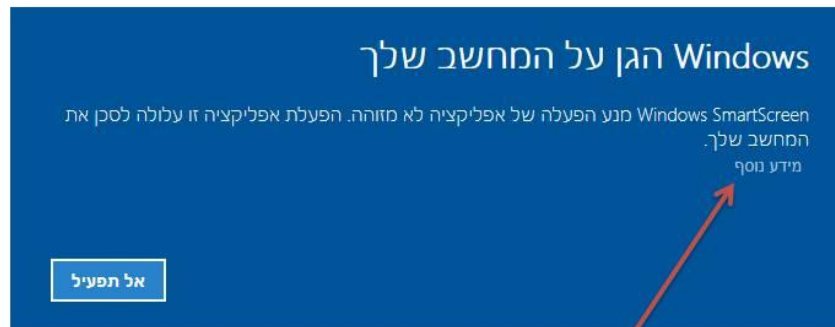 Windows הגן על המחשב שלך
Windows SmartScreen מנע הפעלה של אפליקציה לא מזוהה. הפעלת אפליקציה זו עלולה לסכן את
המחשב שלך.
מידע נוסף
אל תפעיל